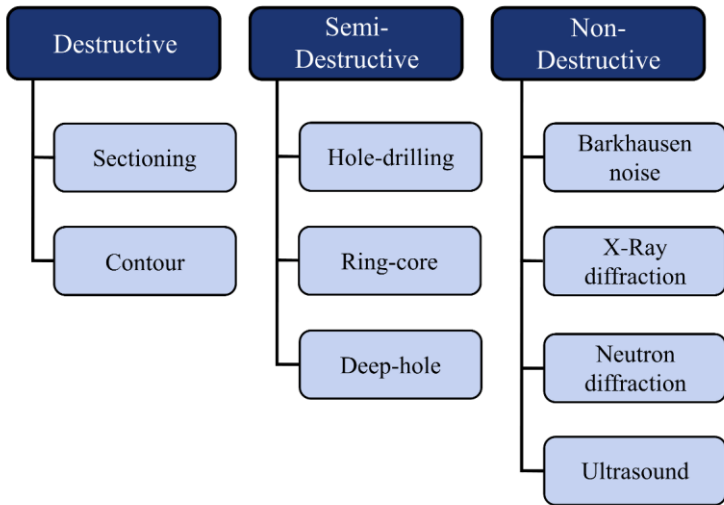 Destructive
Sectioning
Contour
Semi-
Destructive
Hole-drilling
Ring-core
Deep-hole
Non-
Destructive
Barkhausen
noise
X-Ray
diffraction
Neutron
diffraction
Ultrasound